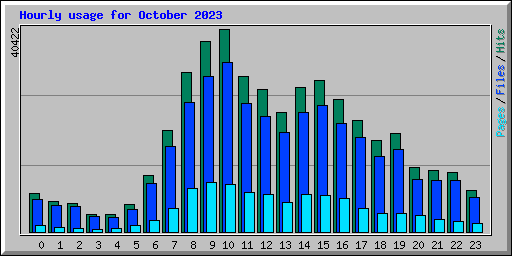 Hourly usage for October 2023
40422
Pages/Files/Hits
0 1 2 3 4 5 6 7 8 9 10 11 12 13 14 15 16 17 18 19 20 21 22 23